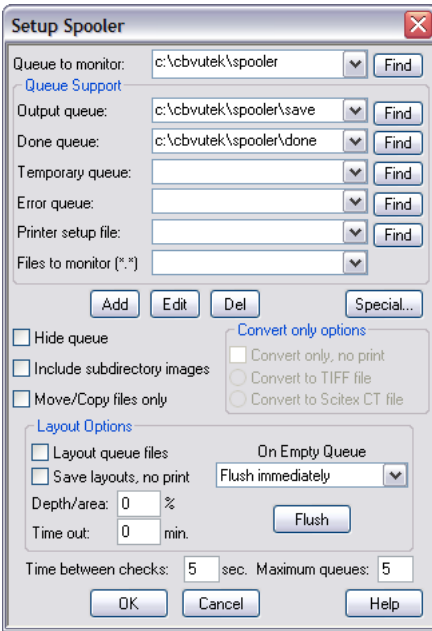 Setup Spooler
Queue to monitor: c:\cbvutek\spooler Find
Queue Support
Output queue: c:\cbvutek\spooler\save Find
Done queue: c:\cbvutek\spooler\done Find
Temporary queue: Find
Error queue: Find
Printer setup file: Find
Files to monitor (*.*)
Add Edit Del Special...
Hide queue
Include subdirectory images
Move/Copy files only
Convert only options
Convert only, no print
Convert to TIFF file
Convert to Scitex CT file
Layout Options
Layout queue files
Save layouts, no print
On Empty Queue
Flush immediately
Depth/area: 0 %
Time out: 0 min.
Flush
Time between checks: 5 sec. Maximum queues: 5
OK Cancel Help